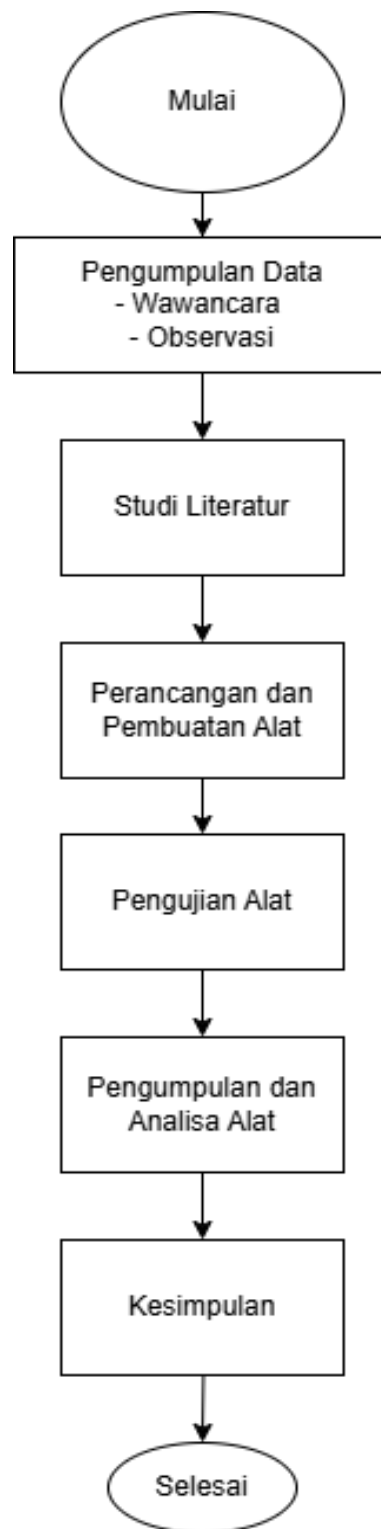 Mulai
Pengumpulan Data
- Wawancara
- Observasi
Studi Literatur
Perancangan dan
Pembuatan Alat
Pengujian Alat
Pengumpulan dan
Analisa Alat
Kesimpulan
Selesai